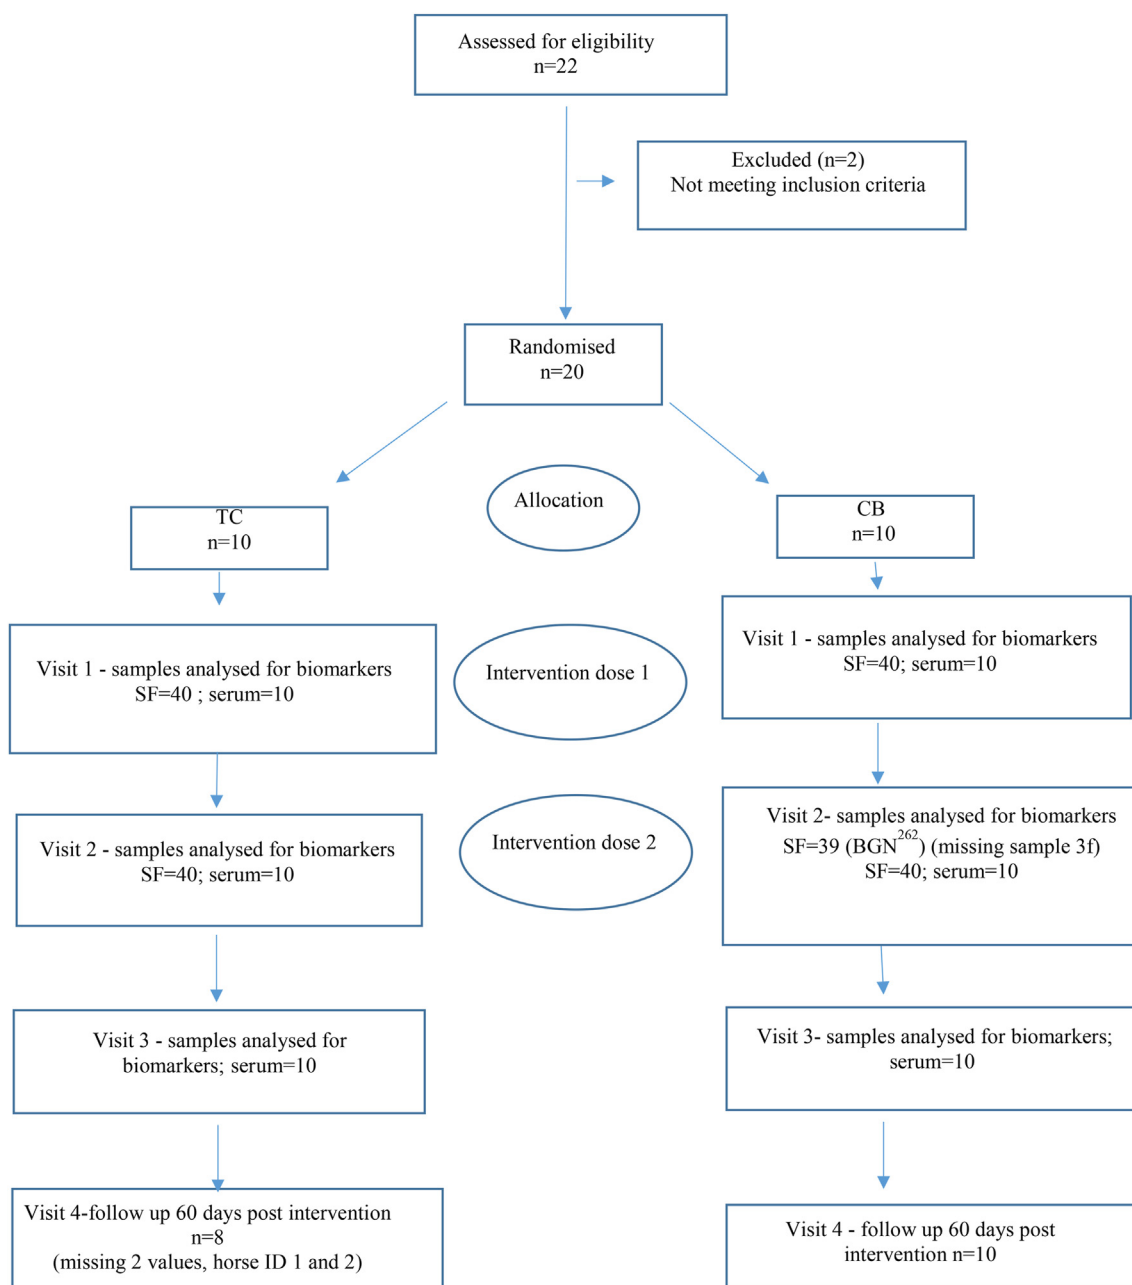 Assessed for eligibility
n=22
Excluded (n=2)
Not meeting inclusion criteria
Randomised
n=20
Allocation
TC
n=10
CB
n=10
Visit 1 - samples analysed for biomarkers
SF=40 ; serum=10
Intervention dose 1
Visit 1 - samples analysed for biomarkers
SF=40; serum=10
Visit 2 - samples analysed for biomarkers
SF=40; serum=10
Intervention dose 2
Visit 2- samples analysed for biomarkers
SF=39 (BGN²⁶²) (missing sample 3f)
SF=40; serum=10
Visit 3 - samples analysed for
biomarkers; serum=10
Visit 3- samples analysed for biomarkers;
serum=10
Visit 4-follow up 60 days post intervention
n=8
(missing 2 values, horse ID 1 and 2)
Visit 4 - follow up 60 days post
intervention n=10